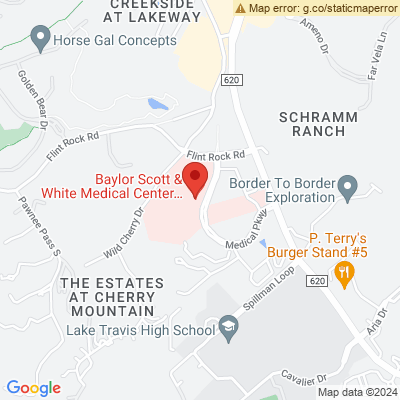 Map error: g.co/staticmaperror
CREEKSIDE
AT LAKEWAY
Horse Gal Concepts
Ameno Dr
Far Vela Ln
620
Golden Bear Dr
SCHRAMM
RANCH
Flint Rock Rd
Flint Rock Rd
Baylor Scott &
White Medical Center...
Border To Border
Exploration
Pawnee Pass S
Wild Cherry Dr
Medical Pkwy
P. Terry's
Burger Stand #5
THE ESTATES
AT CHERRY
MOUNTAIN
Spillman Loop
620
Lake Travis High School
Aria Dr
Cavalier Dr
Google
Map data ©2024